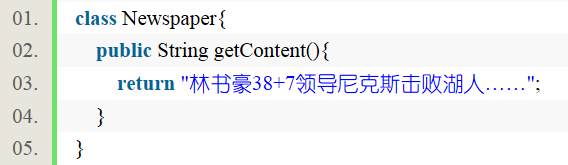 01. class Newspaper{
02. public String getContent(){
03. return "林书豪38+7领导尼克斯击败湖人……";
04. }
05. }